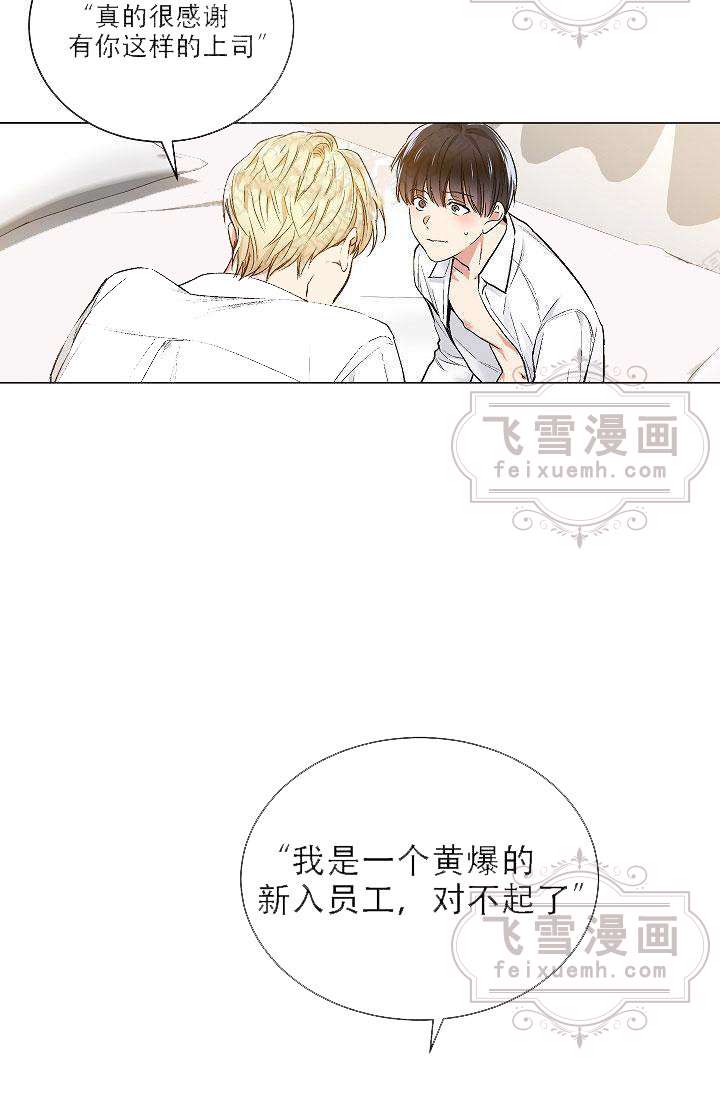 “真的很感谢
有你这样的上司”
飞雪漫画
feixuemh.com
“我是一个黄爆的
新入员工，对不起了”
飞雪漫画
feixuemh.com